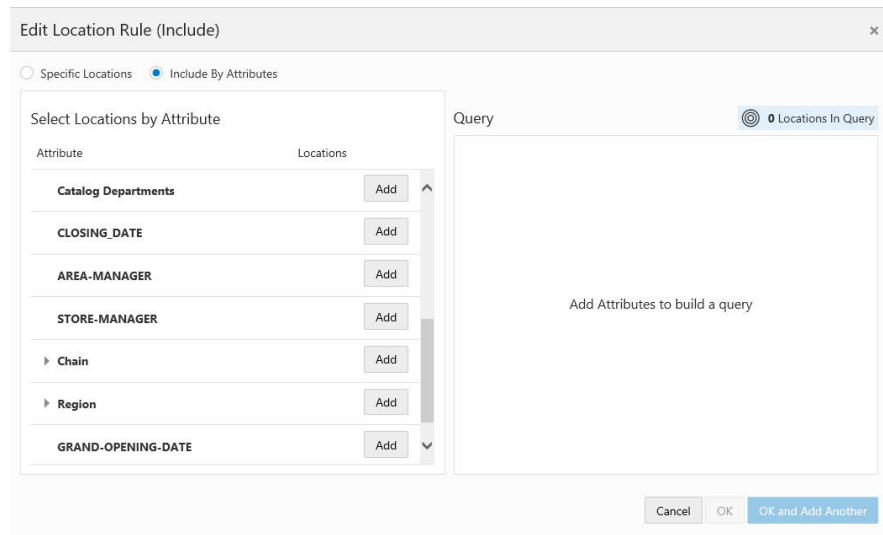 Edit Location Rule (Include)
×
Specific Locations Include By Attributes
Select Locations by Attribute
Attribute Locations
Catalog Departments Add
CLOSING_DATE Add
AREA-MANAGER Add
STORE-MANAGER Add
Chain Add
Region Add
GRAND-OPENING-DATE Add
Query 0 Locations In Query
Add Attributes to build a query
Cancel OK OK and Add Another